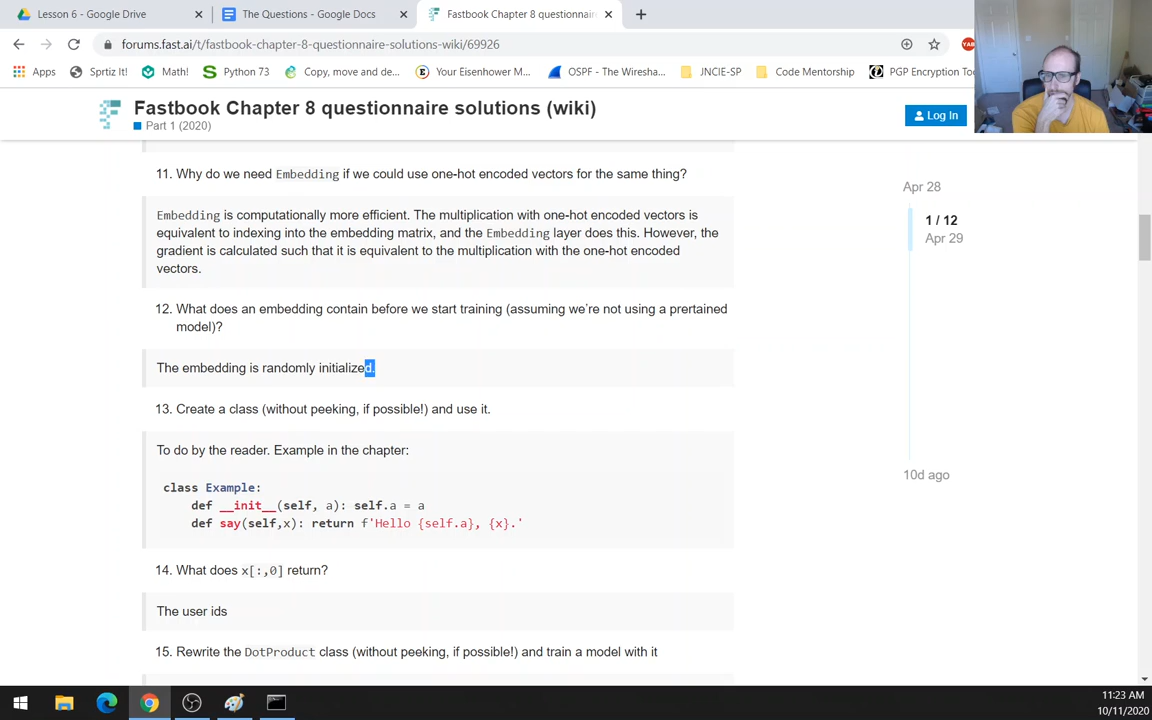 Lesson 6 - Google Drive
The Questions - Google Docs
Fastbook Chapter 8 questionnair
forums.fast.ai/t/fastbook-chapter-8-questionnaire-solutions-wiki/69926
Apps
Sprtiz It!
Math!
Python 73
Copy, move and de...
Your Eisenhower M...
OSPF - The Wiresha...
JNCIE-SP
Code Mentorship
PGP Encryption Too
Fastbook Chapter 8 questionnaire solutions (wiki)
Part 1 (2020)
Log In
11. Why do we need Embedding if we could use one-hot encoded vectors for the same thing?
Embedding is computationally more efficient. The multiplication with one-hot encoded vectors is
equivalent to indexing into the embedding matrix, and the Embedding layer does this. However, the
gradient is calculated such that it is equivalent to the multiplication with the one-hot encoded
vectors.
12. What does an embedding contain before we start training (assuming we're not using a prertained
model)?
The embedding is randomly initialized.
13. Create a class (without peeking, if possible!) and use it.
To do by the reader. Example in the chapter:
class Example:
def __init__(self, a): self.a = a
def say(self,x): return f'Hello {self.a}, {x}.'
14. What does x[:,0] return?
The user ids
15. Rewrite the DotProduct class (without peeking, if possible!) and train a model with it
Apr 28
1 / 12
Apr 29
10d ago
11:23 AM
10/11/2020